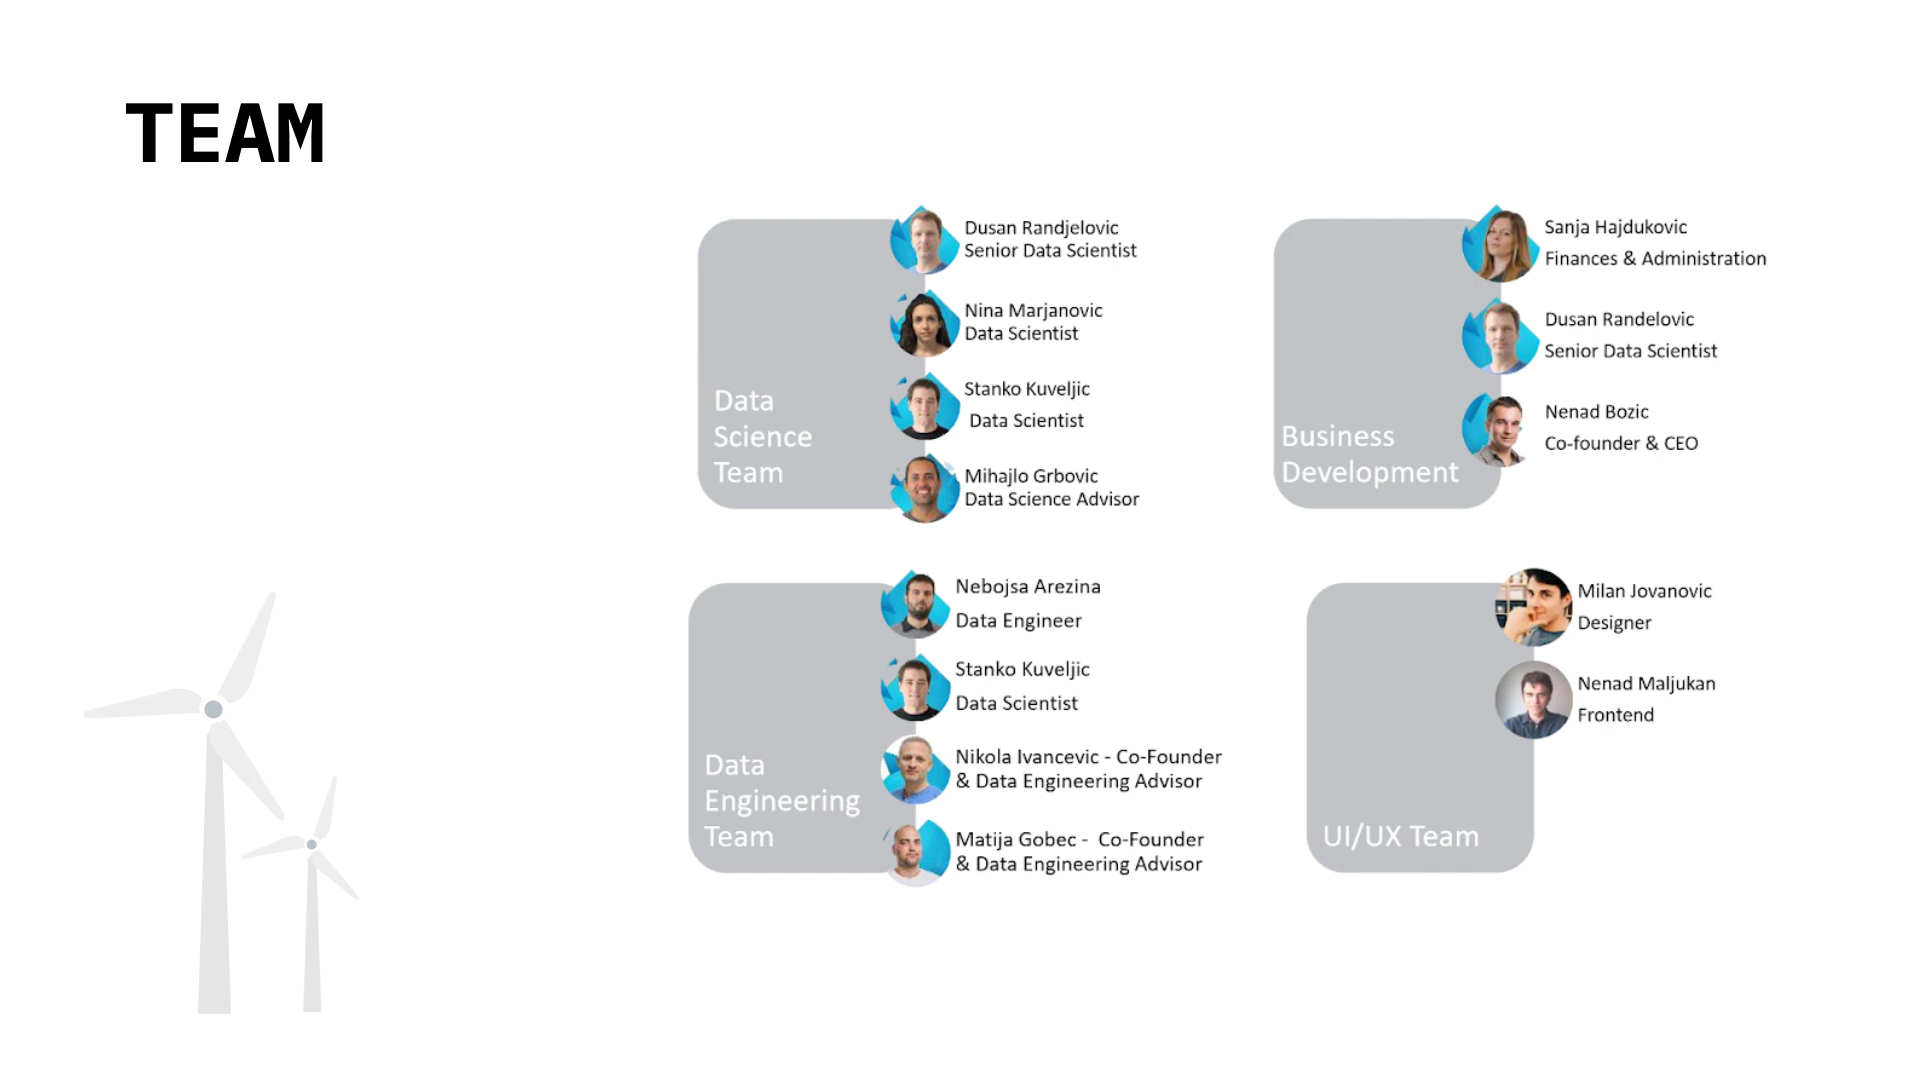 TEAM
Dusan Randjelovic
Senior Data Scientist
Nina Marjanovic
Data Scientist
Stanko Kuveljic
Data Scientist
Mihajlo Grbovic
Data Science Advisor
Data
Science
Team
Sanja Hajdukovic
Finances & Administration
Dusan Randelovic
Senior Data Scientist
Nenad Bozic
Co-founder & CEO
Business
Development
Nebojsa Arezina
Data Engineer
Stanko Kuveljic
Data Scientist
Nikola Ivancevic - Co-Founder
& Data Engineering Advisor
Matija Gobec - Co-Founder
& Data Engineering Advisor
Data
Engineering
Team
Milan Jovanovic
Designer
Nenad Maljukan
Frontend
UI/UX Team